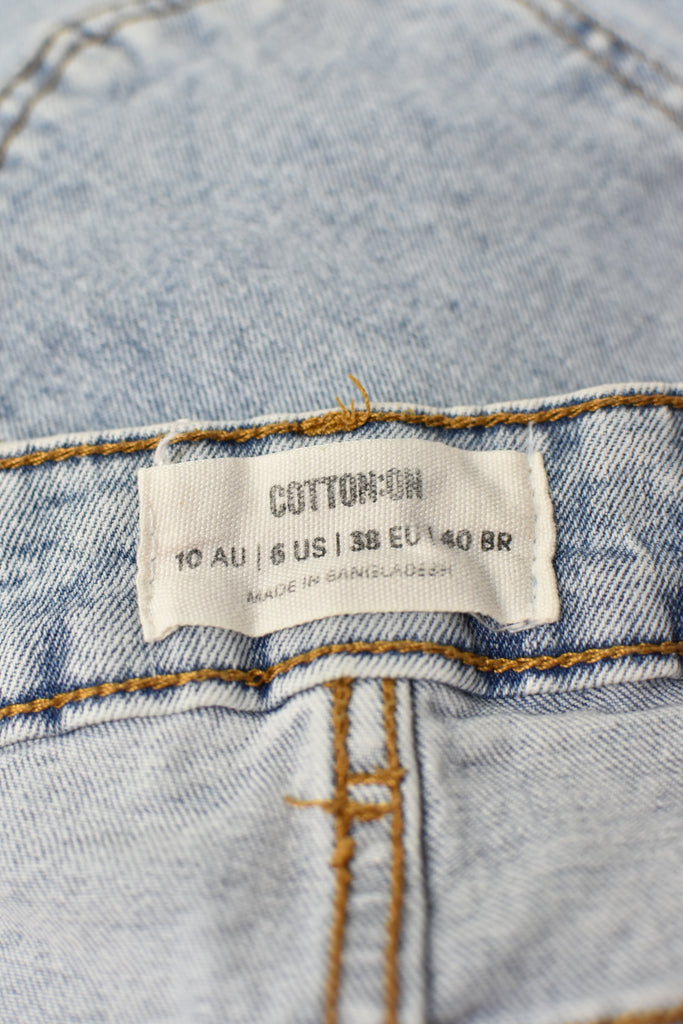 COTTON:ON
10 AU | 6 US | 38 EU | 40 BR
MADE IN BANGLADESH